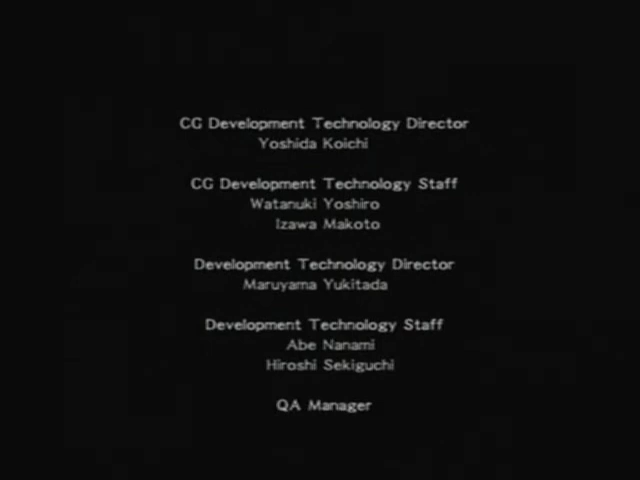 CG Development Technology Director
Yoshida Koichi
CG Development Technology Staff
Watanuki Yoshiro
Izawa Makoto
Development Technology Director
Maruyama Yukitada
Development Technology Staff
Abe Nanami
Hiroshi Sekiguchi
QA Manager